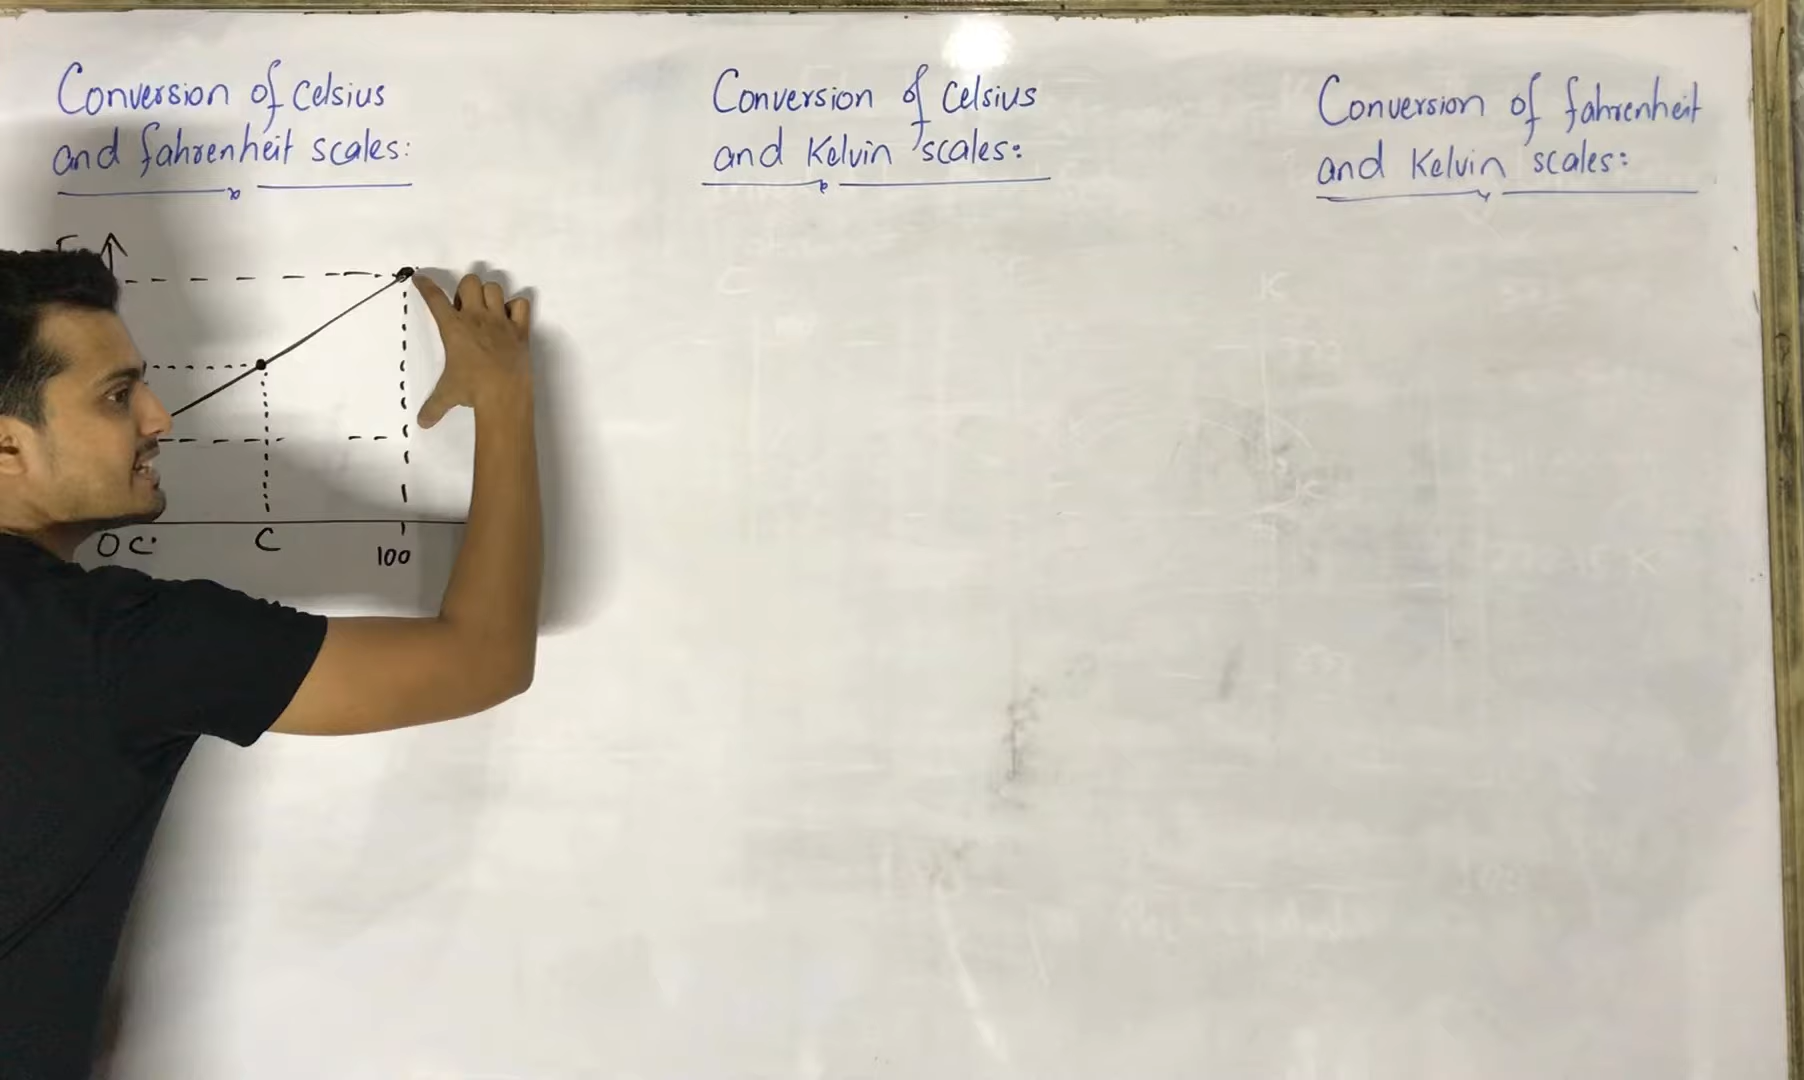 Conversion of Celsius
and fahrenheit scales:
Conversion of Celsius
and Kelvin scales:
Conversion of fahrenheit
and Kelvin scales:
F
0 C°
C
100